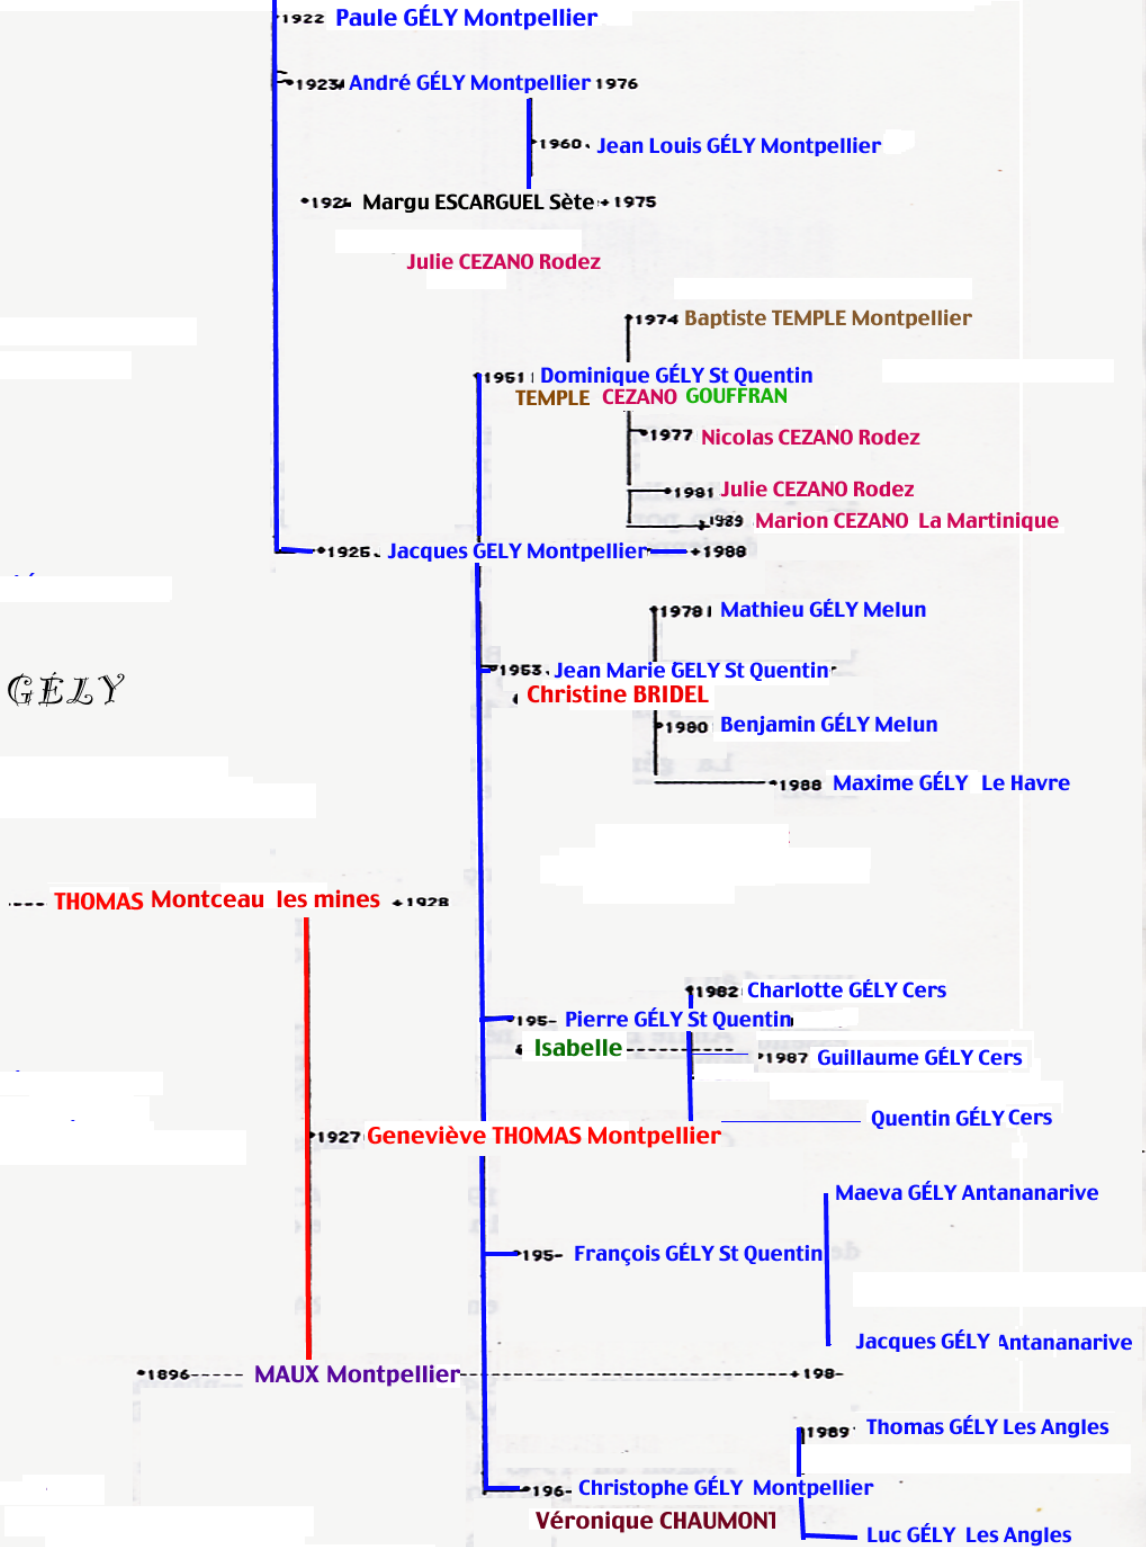 1922 Paule GÉLY Montpellier
1923 André GÉLY Montpellier 1976
1960. Jean Louis GÉLY Montpellier
Margu ESCARGUEL Sète + 1975
Julie CEZANO Rodez
1974 Baptiste TEMPLE Montpellier
1951 Dominique GÉLY St Quentin
TEMPLE CEZANO GOUFFRAN
1977 Nicolas CEZANO Rodez
1981 Julie CEZANO Rodez
1989 Marion CEZANO La Martinique
1925. Jacques GELY Montpellier +1988
1978 Mathieu GÉLY Melun
1953. Jean Marie GELY St Quentin
GÉLY
Christine BRIDEL
1980 Benjamin GÉLY Melun
1988 Maxime GÉLY Le Havre
THOMAS Montceau les mines +1928
1982 Charlotte GÉLY Cers
195- Pierre GÉLY St Quentin
Isabelle
1987 Guillaume GÉLY Cers
Quentin GÉLY Cers
1927 Geneviève THOMAS Montpellier
Maeva GÉLY Antananarive
195- François GÉLY St Quentin
Jacques GÉLY Antananarive
1896 MAUX Montpellier +198-
1989 Thomas GÉLY Les Angles
196- Christophe GÉLY Montpellier
Véronique CHAUMONT
Luc GÉLY Les Angles